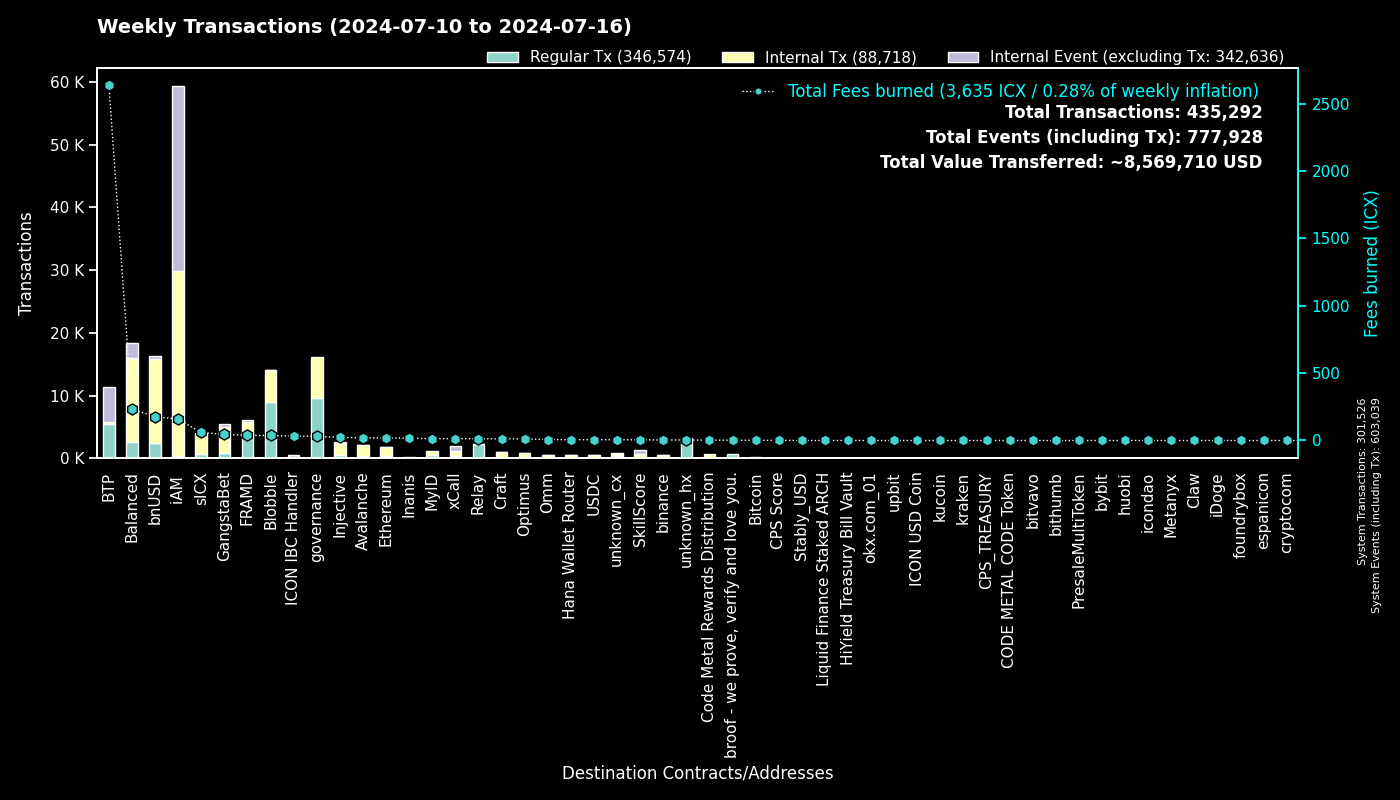 Weekly Transactions (2024-07-10 to 2024-07-16)
Regular Tx (346,574)
Internal Tx (88,718)
Internal Event (excluding Tx: 342,636)
Total Fees burned (3,635 ICX / 0.28% of weekly inflation)
Total Transactions: 435,292
Total Events (including Tx): 777,928
Total Value Transferred: ~8,569,710 USD
Transactions
60 K
50 K
40 K
30 K
20 K
10 K
0 K
2500
2000
1500
1000
500
0
Fees burned (ICX)
System Transactions: 301,526
System Events (including Tx): 603,039
BTP
Balanced
bnUSD
iAM
sICX
GangstaBet
FRAMD
Blobble
ICON IBC Handler
governance
Injective
Avalanche
Ethereum
Inanis
MyID
xCall
Relay
Craft
Optimus
Omm
Hana Wallet Router
USDC
unknown_cx
SkillScore
binance
unknown_hx
Code Metal Rewards Distribution
broof - we prove, verify and love you.
Bitcoin
CPS Score
Stably_USD
Liquid Finance Staked ARCH
HiYield Treasury Bill Vault
okx.com_01
upbit
ICON USD Coin
kucoin
kraken
CPS_TREASURY
CODE METAL CODE Token
bitvavo
bithumb
PresaleMultiToken
bybit
huobi
icondao
Metanyx
Claw
iDoge
foundrybox
espanicon
cryptocom
Destination Contracts/Addresses